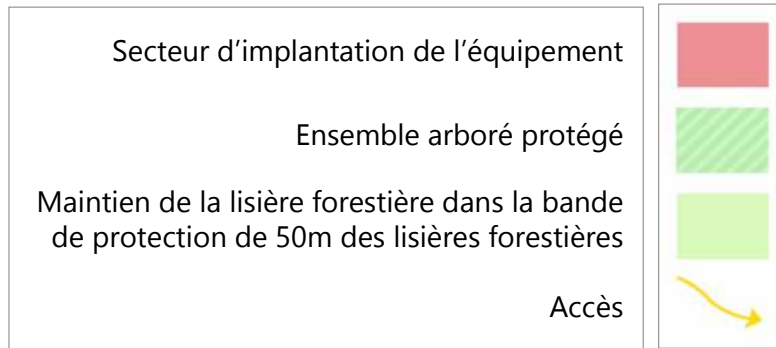 Secteur d’implantation de l’équipement
Ensemble arboré protégé
Maintien de la lisière forestière dans la bande
de protection de 50m des lisières forestières
Accès